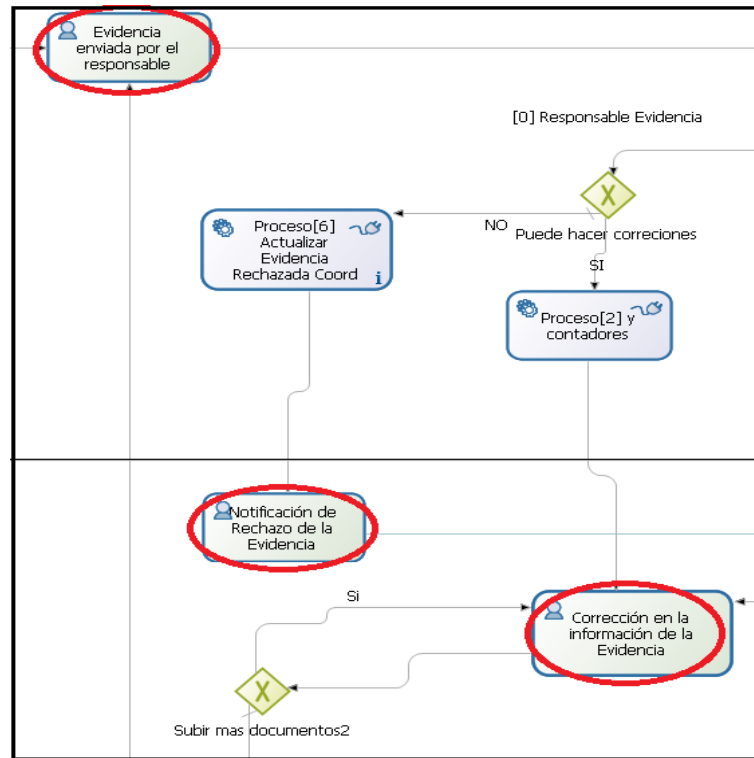 Evidencia
enviada por el
responsable
[0] Responsable Evidencia
NO
Puede hacer correciones
SI
Proceso[6]
Actualizar
Evidencia
Rechazada Coord
Proceso[2] y
contadores
Notificación de
Rechazo de la
Evidencia
Si
Corrección en la
información de la
Evidencia
Subir mas documentos2